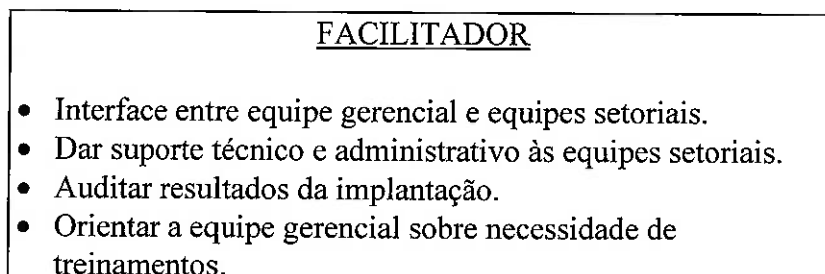 FACILITADOR
• Interface entre equipe gerencial e equipes setoriais.
• Dar suporte técnico e administrativo às equipes setoriais.
• Auditar resultados da implantação.
• Orientar a equipe gerencial sobre necessidade de
treinamentos.